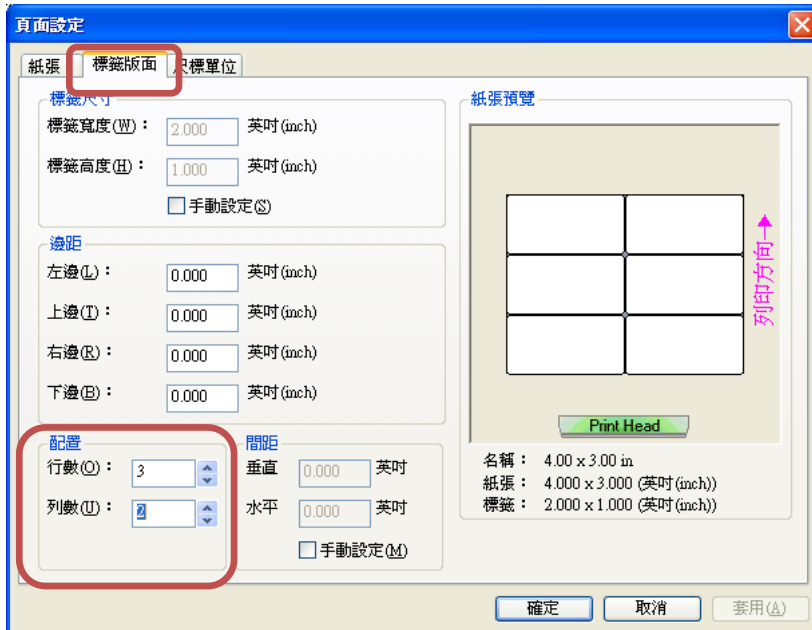 頁面設定
紙張 標籤版面 尺標單位
標籤尺寸
標籤寬度(W)： 2.000 英吋(inch)
標籤高度(H)： 1.000 英吋(inch)
手動設定(S)
邊距
左邊(L)： 0.000 英吋(inch)
上邊(T)： 0.000 英吋(inch)
右邊(R)： 0.000 英吋(inch)
下邊(B)： 0.000 英吋(inch)
配置
行數(O)： 3
列數(U)： 2
間距
垂直 0.000 英吋
水平 0.000 英吋
手動設定(M)
紙張預覽
列印方向→
Print Head
名稱： 4.00 x 3.00 in
紙張： 4.000 x 3.000 (英吋(inch))
標籤： 2.000 x 1.000 (英吋(inch))
確定 取消 套用(A)